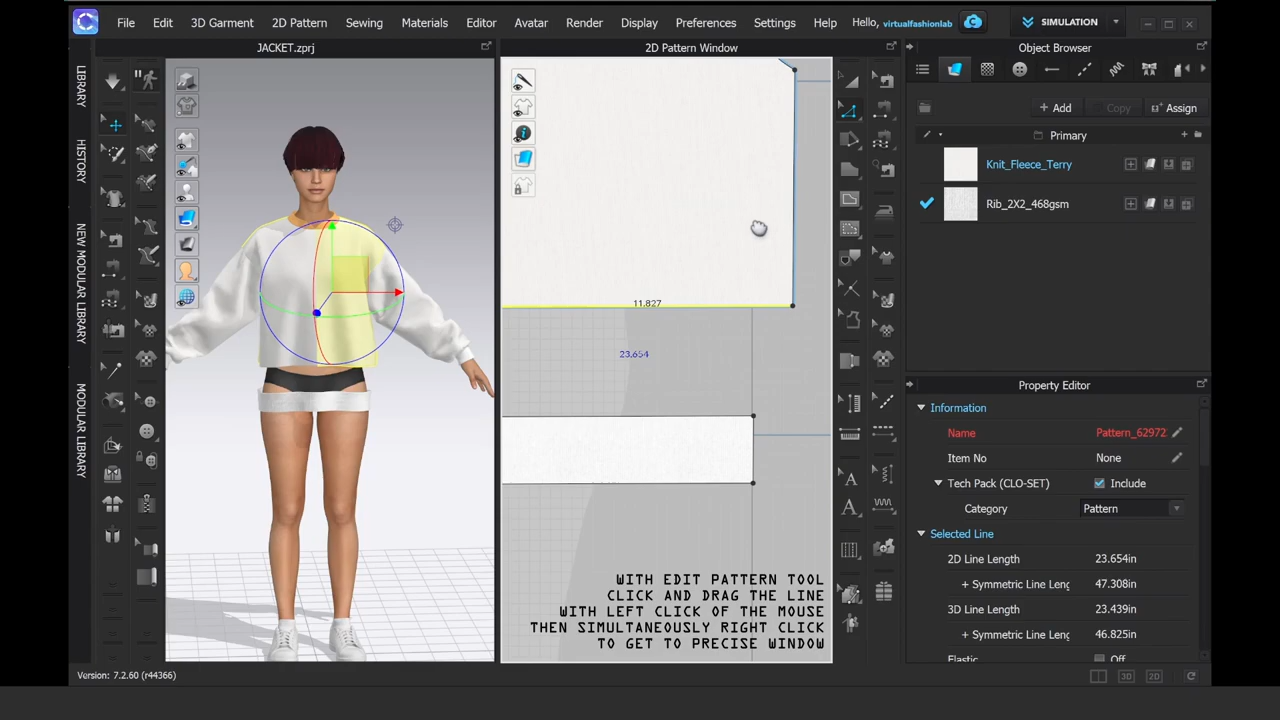 File Edit 3D Garment 2D Pattern Sewing Materials Editor Avatar Render Display Preferences Settings Help Hello, virtualfashionlab SIMULATION
JACKET.zprj
2D Pattern Window
Object Browser
LIBRARY
HISTORY
NEW MODULAR LIBRARY
MODULAR LIBRARY
11.827
23.654
WITH EDIT PATTERN TOOL
CLICK AND DRAG THE LINE
WITH LEFT CLICK OF THE MOUSE
THEN SIMULTANEOUSLY RIGHT CLICK
TO GET TO PRECISE WINDOW
+ Add Copy Assign
Primary
Knit_Fleece_Terry
Rib_2X2_468gsm
Property Editor
Information
Name Pattern_62972
Item No None
Tech Pack (CLO-SET) Include
Category Pattern
Selected Line
2D Line Length 23.654in
+ Symmetric Line Leng 47.308in
3D Line Length 23.439in
+ Symmetric Line Leng 46.825in
Elastic Off
Version: 7.2.60 (r44366)
3D 2D